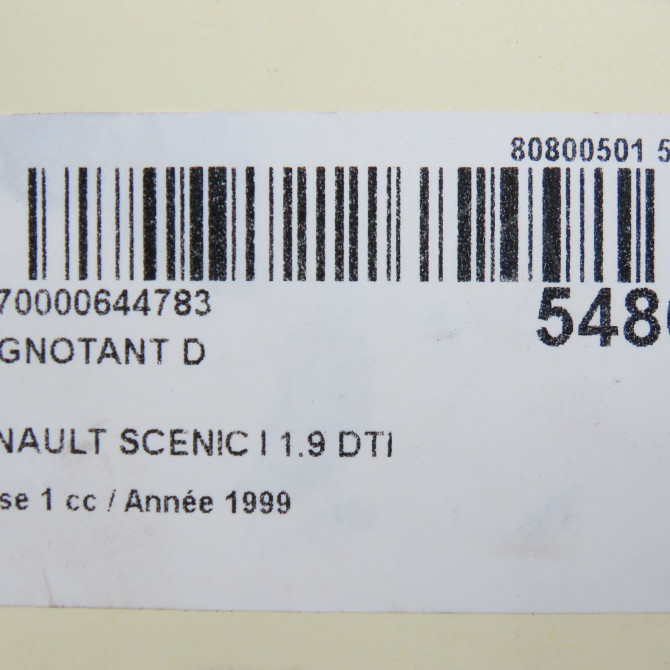 80800501 5
70000644783
548
GNOTANT D
NAULT SCENIC I 1.9 DTI
se 1 cc / Année 1999